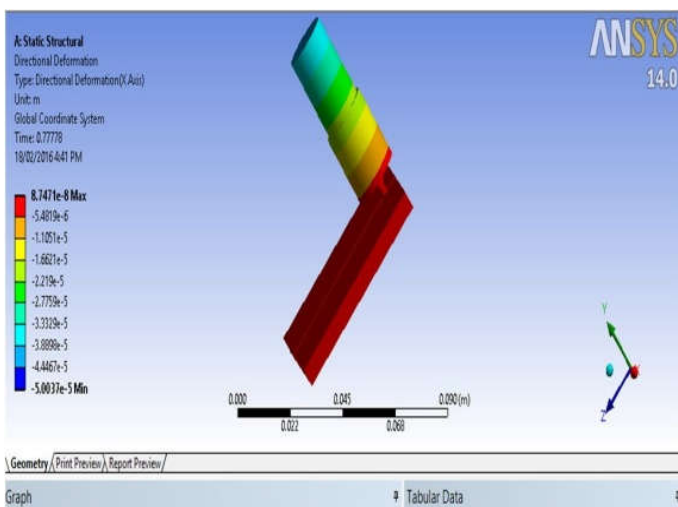 A: Static Structural
Directional Deformation
Type: Directional Deformation(X Axis)
Unit: m
Global Coordinate System
Time: 0.77778
18/02/2016 4:41 PM
8.7471e-8 Max
-5.4819e-6
-1.1051e-5
-1.6621e-5
-2.219e-5
-2.7759e-5
-3.3329e-5
-3.8898e-5
-4.4467e-5
-5.0037e-5 Min
ANSYS
14.0
0.000
0.045
0.090 (m)
0.022
0.068
Y
X
Z
Geometry
Print Preview
Report Preview
Graph
Tabular Data